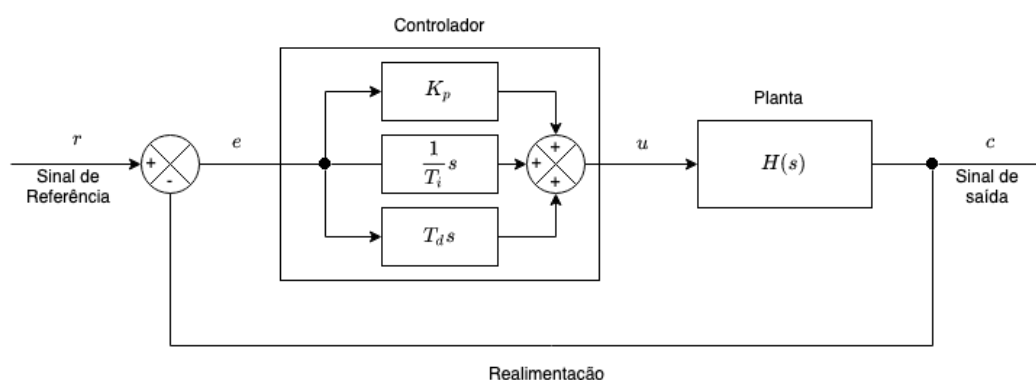 Controlador
K_p
Planta
r
e
+
-
1/T_i s
+
+
+
u
H(s)
c
Sinal de
Referência
Sinal de
saída
T_d s
Realimentação